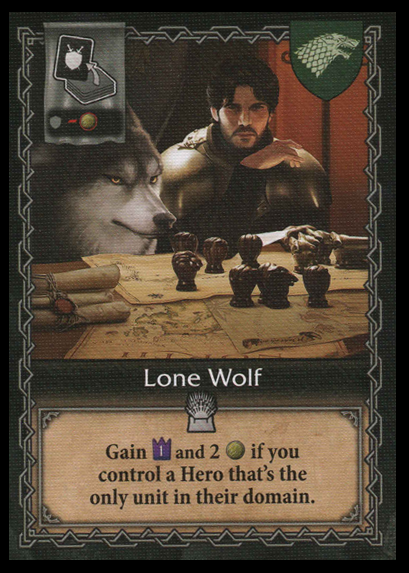 Lone Wolf
Gain 1 and 2 if you
control a Hero that's the
only unit in their domain.